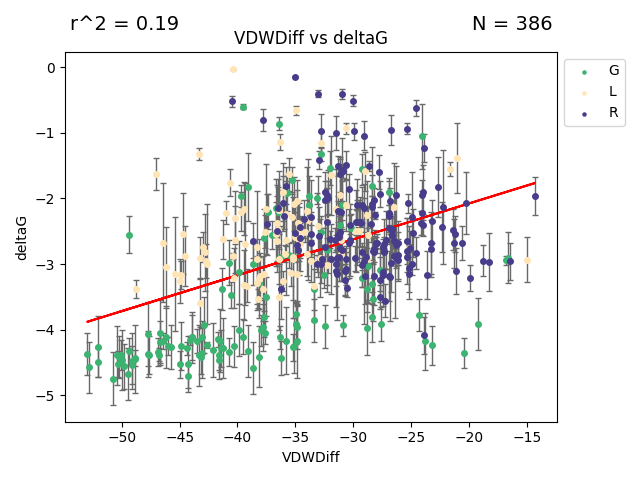 r^2 = 0.19 N = 386
VDWDiff vs deltaG
G
L
R
0
−1
−2
−3
−4
−5
deltaG
−50 −45 −40 −35 −30 −25 −20 −15
VDWDiff